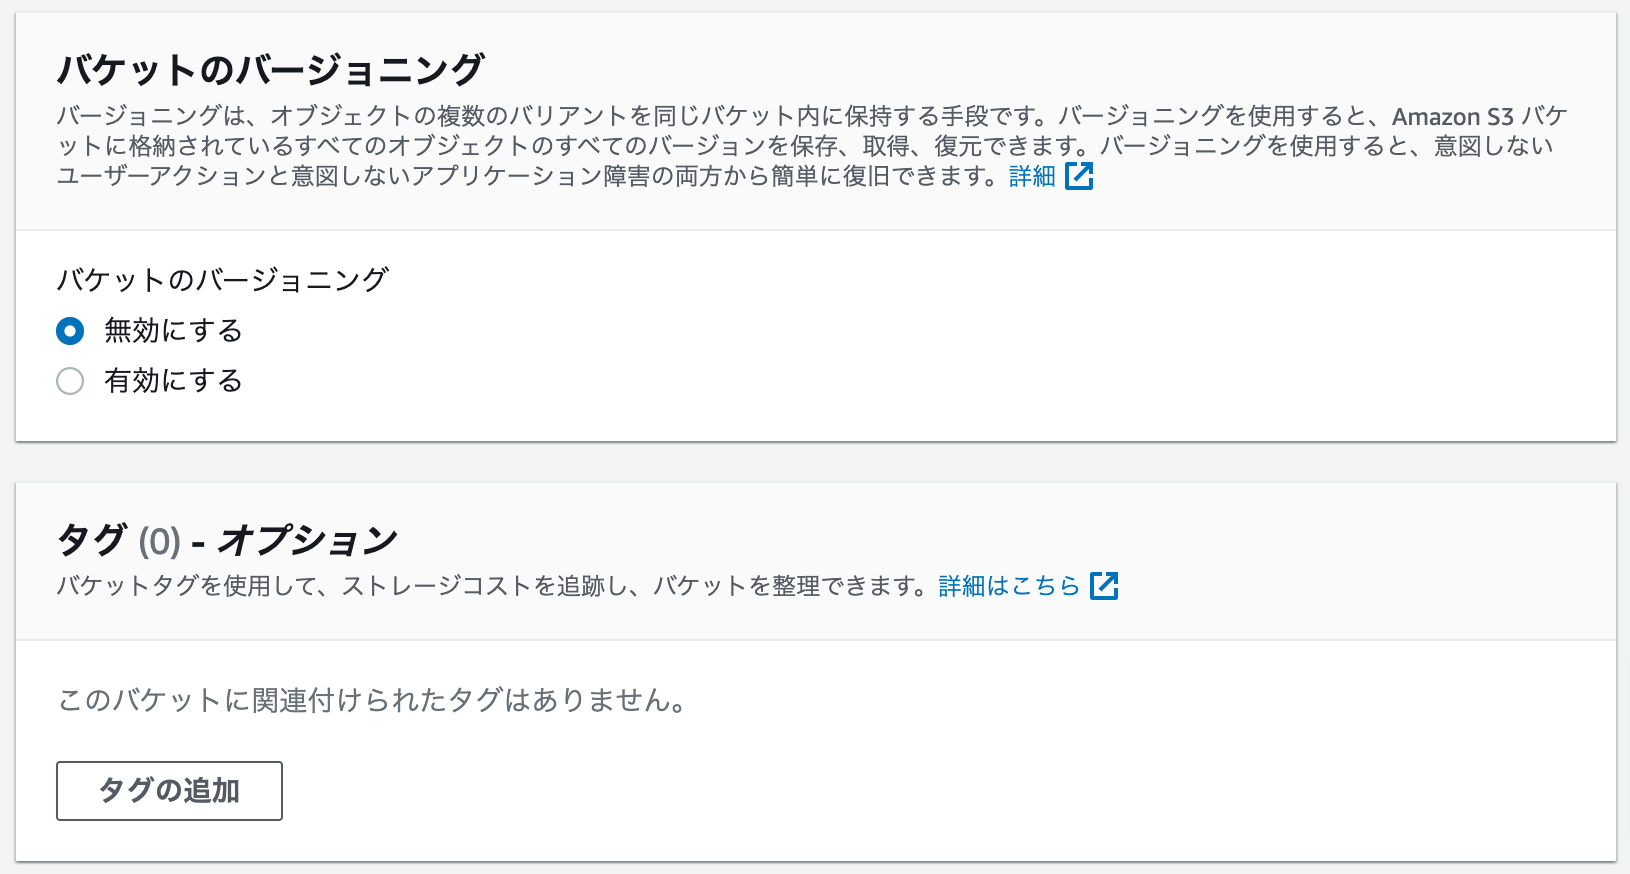 バケットのバージョニング
バージョニングは、オブジェクトの複数のバリアントを同じバケット内に保持する手段です。バージョニングを使用すると、Amazon S3 バケ
ットに格納されているすべてのオブジェクトのすべてのバージョンを保存、取得、復元できます。バージョニングを使用すると、意図しない
ユーザーアクションと意図しないアプリケーション障害の両方から簡単に復旧できます。詳細
バケットのバージョニング
無効にする
有効にする
タグ (0) - オプション
バケットタグを使用して、ストレージコストを追跡し、バケットを整理できます。詳細はこちら
このバケットに関連付けられたタグはありません。
タグの追加